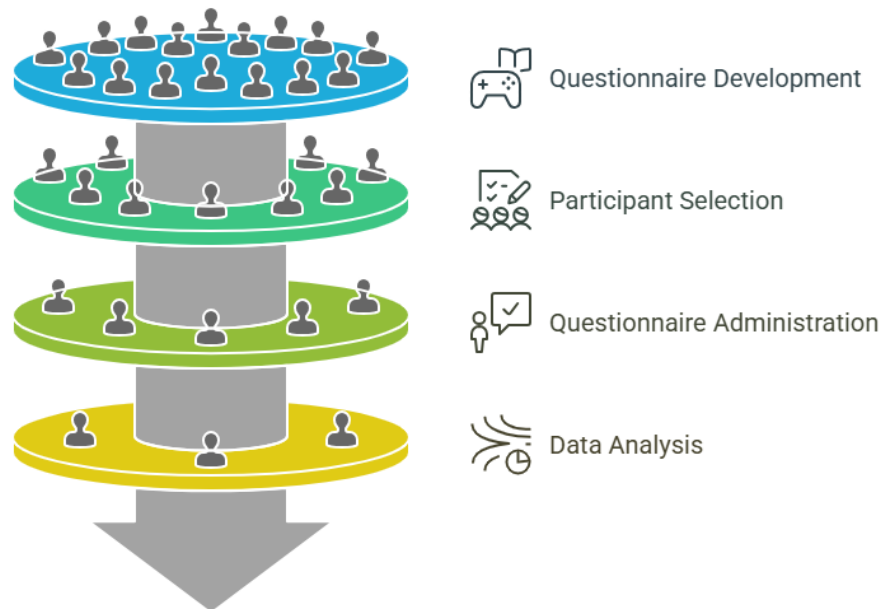 Questionnaire Development
Participant Selection
Questionnaire Administration
Data Analysis